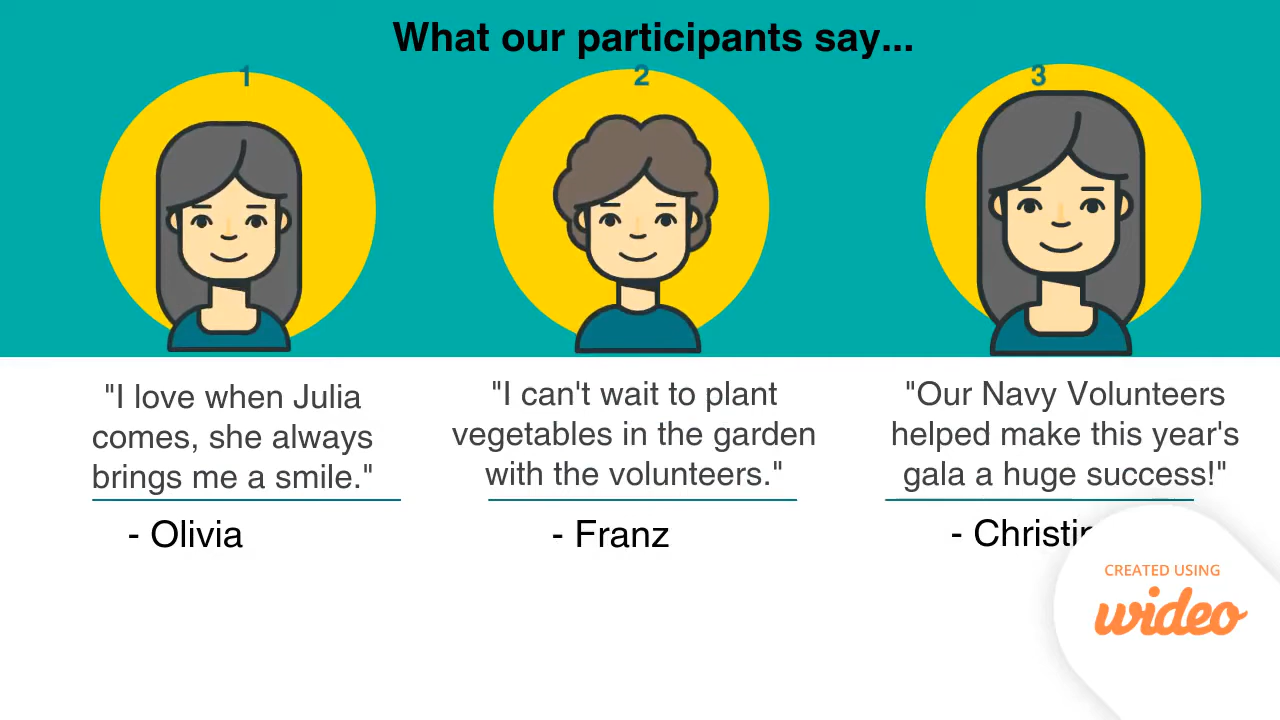 What our participants say...
1
2
3
"I love when Julia
comes, she always
brings me a smile."
- Olivia
"I can't wait to plant
vegetables in the garden
with the volunteers."
- Franz
"Our Navy Volunteers
helped make this year's
gala a huge success!"
-
CREATED USING
wideo